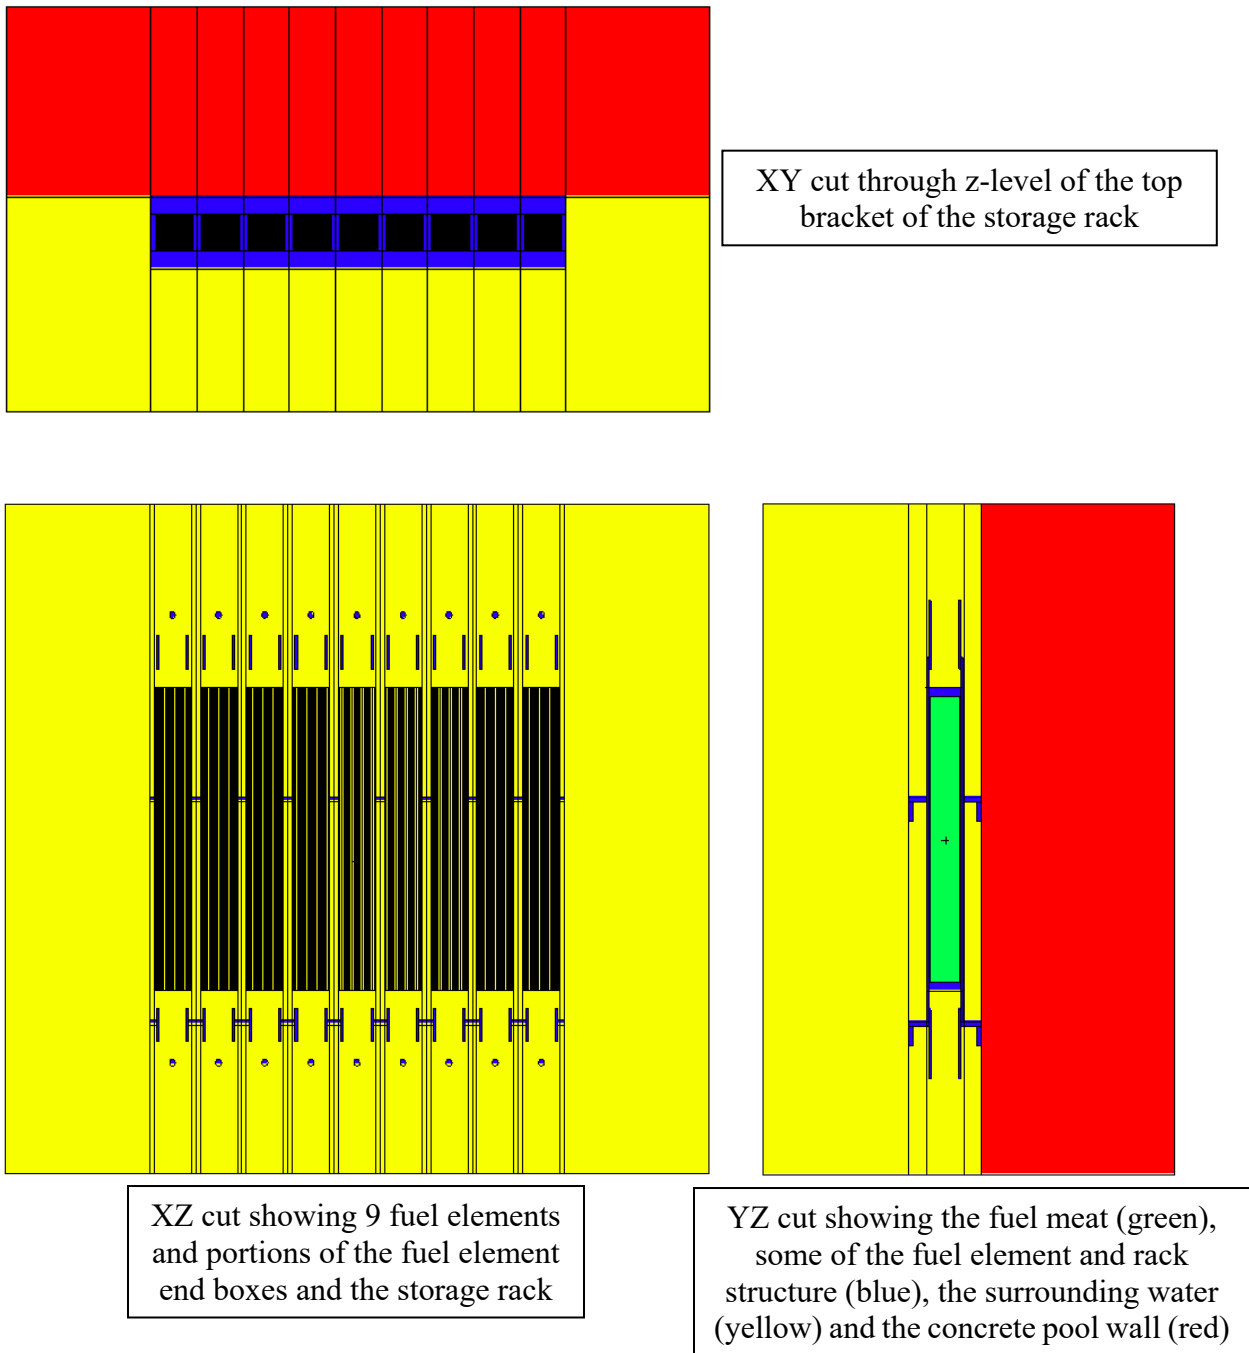 XY cut through z-level of the top
bracket of the storage rack
XZ cut showing 9 fuel elements
and portions of the fuel element
end boxes and the storage rack
YZ cut showing the fuel meat (green),
some of the fuel element and rack
structure (blue), the surrounding water
(yellow) and the concrete pool wall (red)